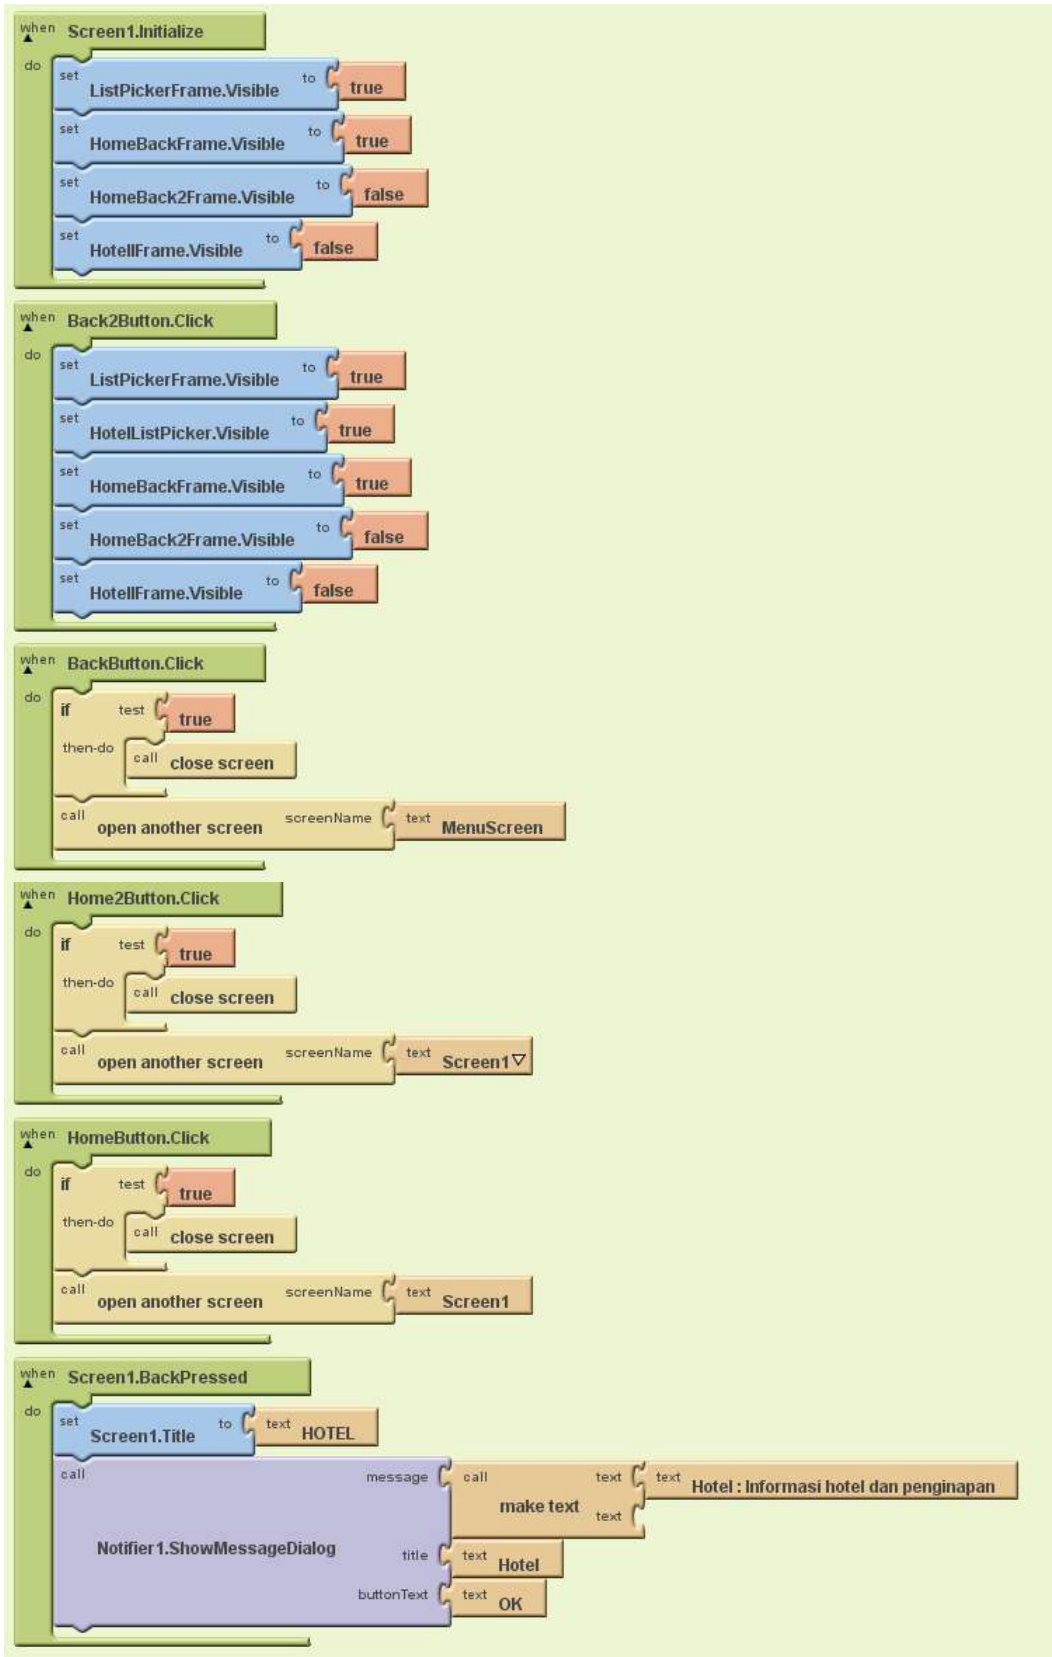 when Screen1.Initialize
do
set ListPickerFrame.Visible to true
set HomeBackFrame.Visible to true
set HomeBack2Frame.Visible to false
set HotellFrame.Visible to false
when Back2Button.Click
do
set ListPickerFrame.Visible to true
set HotelListPicker.Visible to true
set HomeBackFrame.Visible to true
set HomeBack2Frame.Visible to false
set HotellFrame.Visible to false
when BackButton.Click
do
if test true
then-do call close screen
call open another screen screenName text MenuScreen
when Home2Button.Click
do
if test true
then-do call close screen
call open another screen screenName text Screen1
when HomeButton.Click
do
if test true
then-do call close screen
call open another screen screenName text Screen1
when Screen1.BackPressed
do
set Screen1.Title to text HOTEL
call message call text text Hotel : Informasi hotel dan penginapan
make text text
Notifier1.ShowMessageDialog title text Hotel
buttonText text OK